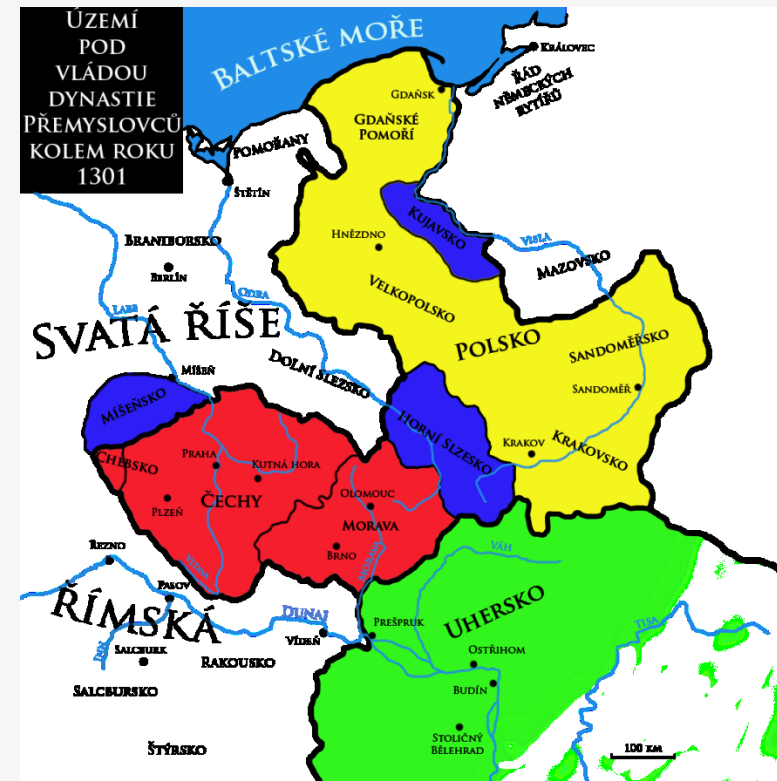 Území
pod
vládou
dynastie
Přemyslovců
kolem roku
1301
Baltské moře
Královec
Řád
německých
rytířů
Gdaňsk
Gdaňské
Pomoří
Pomořany
Štětín
Kujavsko
Hnězdno
Visla
Braniborsko
Mazovsko
Berlín
Velkopolsko
Odra
Labe
Svatá říše
Polsko
Sandoměřsko
Dolní Slezsko
Míšeň
Míšeňsko
Sandoměř
Horní Slzesko
Krakov
Krakovsko
Chebsko
Praha
Kutná hora
Čechy
Plzeň
Olomouc
Morava
Brno
Řezno
Vltava
Morava
Váh
Pasov
Římská
Dunaj
Uhersko
Prešpruk
Tisa
Vídeň
Inn
Salcburk
Rakousko
Ostřihom
Budín
Salcbursko
Stoličný
Bělehrad
Štýrsko
100 km